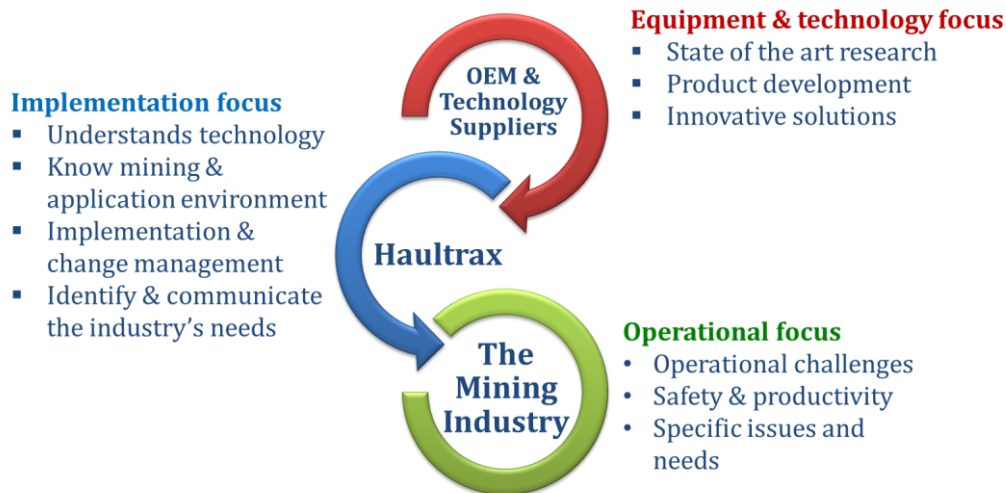 Equipment & technology focus
▪ State of the art research
▪ Product development
▪ Innovative solutions
OEM &
Technology
Suppliers
Implementation focus
▪ Understands technology
▪ Know mining &
application environment
▪ Implementation &
change management
▪ Identify & communicate
the industry's needs
Haultrax
The
Mining
Industry
Operational focus
• Operational challenges
• Safety & productivity
• Specific issues and
needs